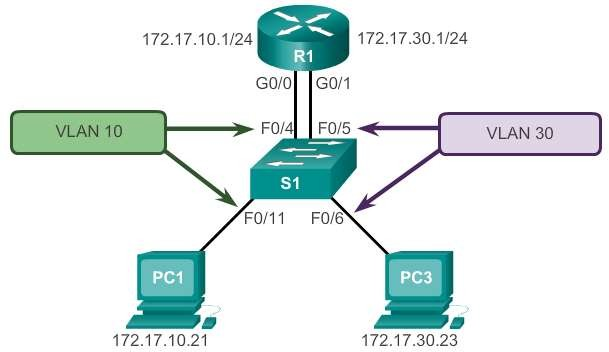 172.17.10.1/24
172.17.30.1/24
R1
G0/0
G0/1
VLAN 10
F0/4
F0/5
VLAN 30
S1
F0/11
F0/6
PC1
PC3
172.17.10.21
172.17.30.23